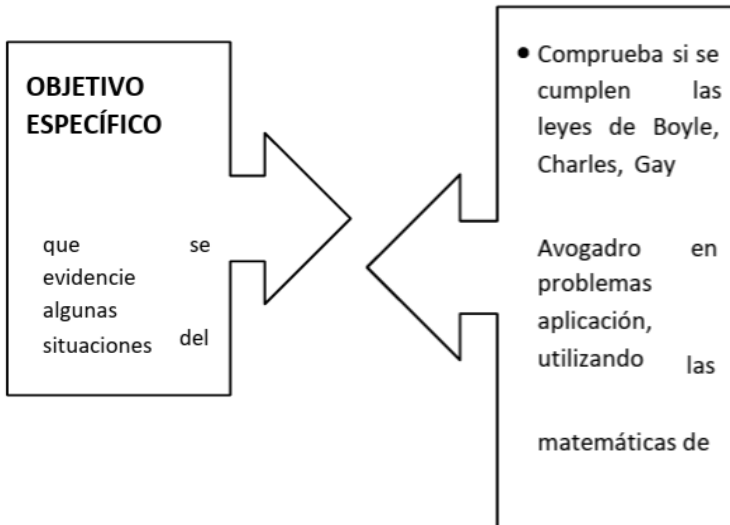 OBJETIVO
ESPECÍFICO
que se
evidencie
algunas
situaciones del
• Comprueba si se
cumplen las
leyes de Boyle,
Charles, Gay
Avogadro en
problemas
aplicación,
utilizando las
matemáticas de